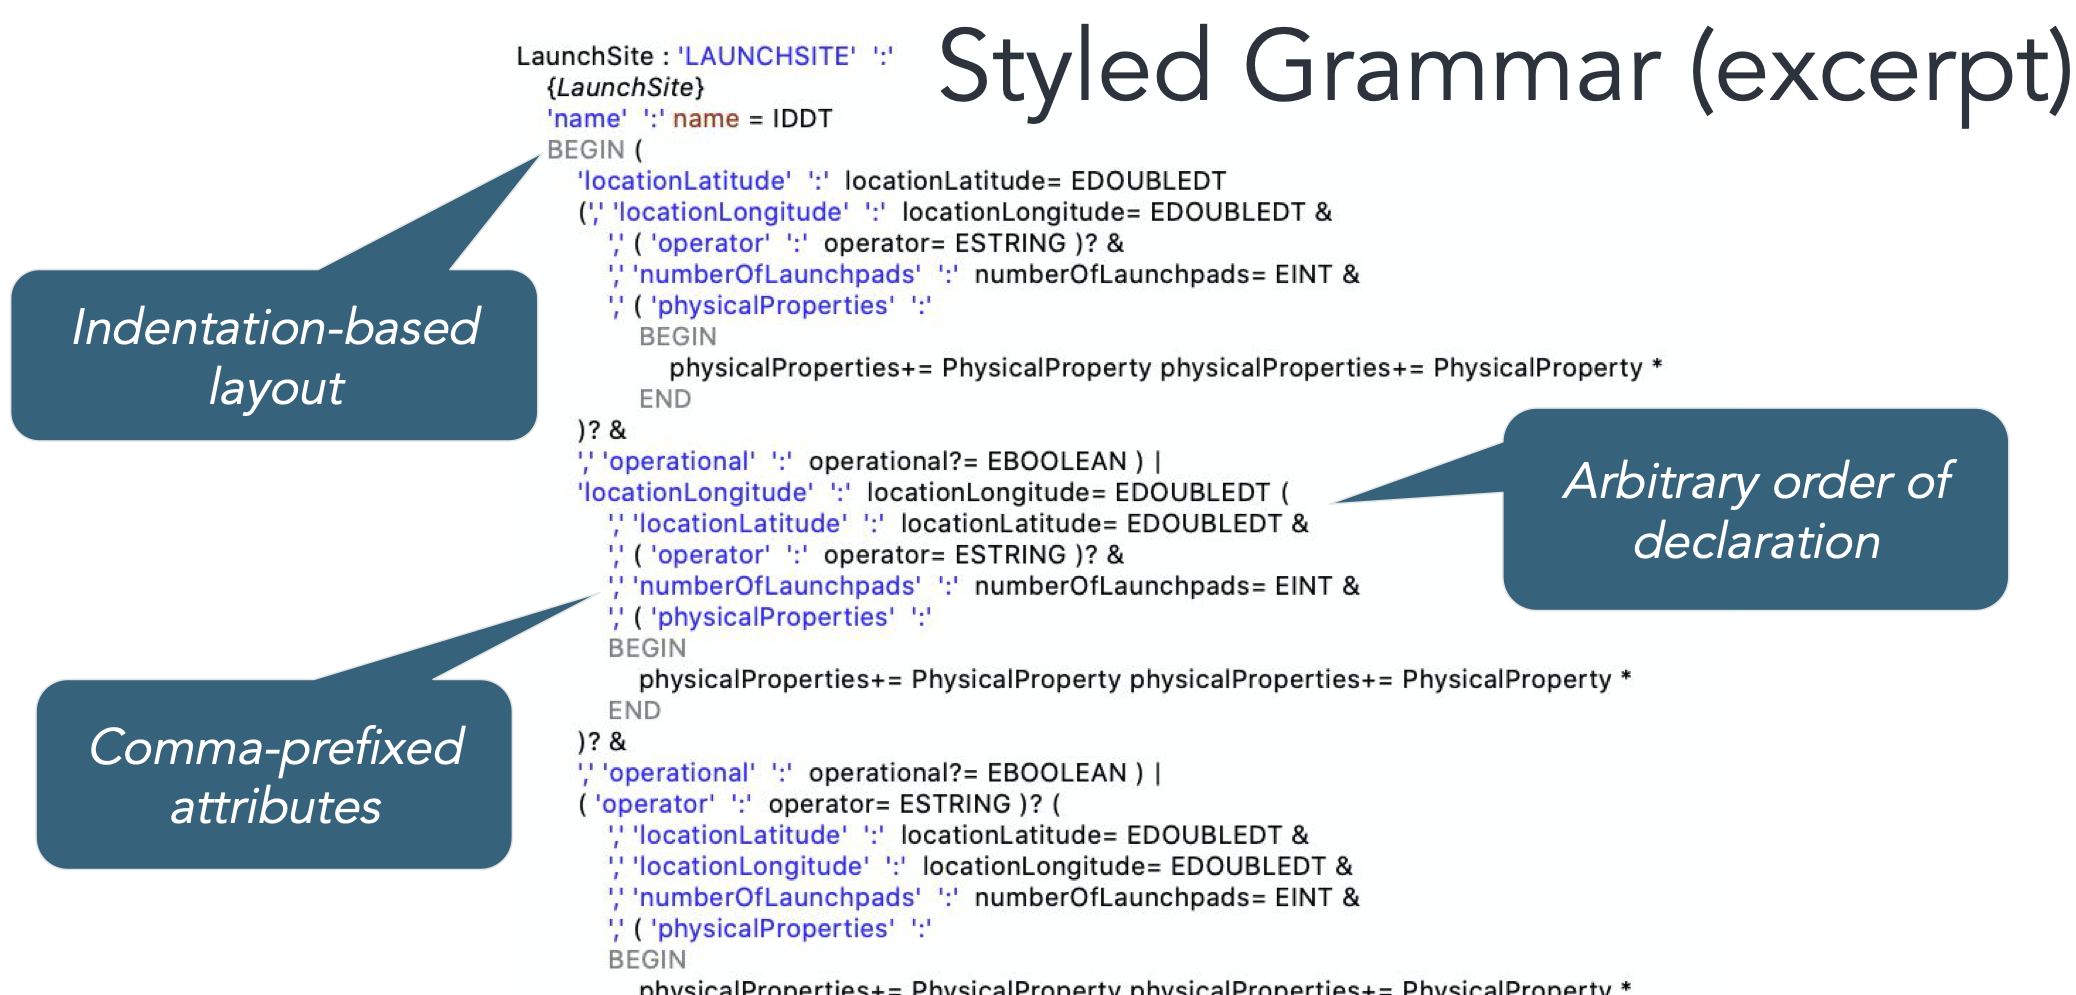 Styled Grammar (excerpt)
LaunchSite : 'LAUNCHSITE' ':'
{LaunchSite}
'name' ':' name = IDDT
BEGIN (
'locationLatitude' ':' locationLatitude= EDOUBLEDT
(',' 'locationLongitude' ':' locationLongitude= EDOUBLEDT &
',' ( 'operator' ':' operator= ESTRING )? &
',' 'numberOfLaunchpads' ':' numberOfLaunchpads= EINT &
',' ( 'physicalProperties' ':'
BEGIN
physicalProperties+= PhysicalProperty physicalProperties+= PhysicalProperty *
END
)? &
',' 'operational' ':' operational?= EBOOLEAN ) |
'locationLongitude' ':' locationLongitude= EDOUBLEDT (
',' 'locationLatitude' ':' locationLatitude= EDOUBLEDT &
',' ( 'operator' ':' operator= ESTRING )? &
',' 'numberOfLaunchpads' ':' numberOfLaunchpads= EINT &
',' ( 'physicalProperties' ':'
BEGIN
physicalProperties+= PhysicalProperty physicalProperties+= PhysicalProperty *
END
)? &
',' 'operational' ':' operational?= EBOOLEAN ) |
( 'operator' ':' operator= ESTRING )? (
',' 'locationLatitude' ':' locationLatitude= EDOUBLEDT &
',' 'locationLongitude' ':' locationLongitude= EDOUBLEDT &
',' 'numberOfLaunchpads' ':' numberOfLaunchpads= EINT &
',' ( 'physicalProperties' ':'
BEGIN
physicalProperties+= PhysicalProperty physicalProperties+= PhysicalProperty *
Indentation-based
layout
Arbitrary order of
declaration
Comma-prefixed
attributes